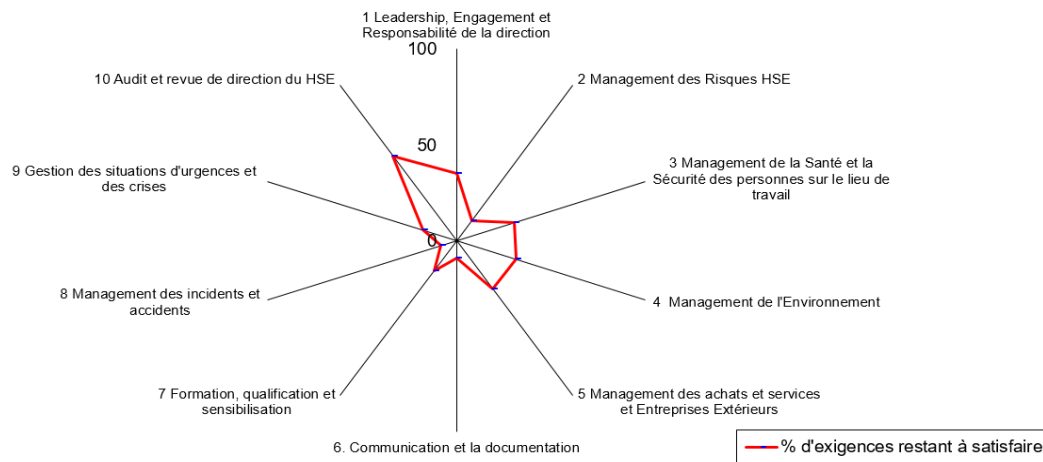 1 Leadership, Engagement et
Responsabilité de la direction
100
10 Audit et revue de direction du HSE
2 Management des Risques HSE
50
9 Gestion des situations d'urgences et
des crises
3 Management de la Santé et la
Sécurité des personnes sur le lieu de
travail
0
8 Management des incidents et
accidents
4 Management de l'Environnement
7 Formation, qualification et
sensibilisation
5 Management des achats et services
et Entreprises Extérieurs
6. Communication et la documentation
% d'exigences restant à satisfaire